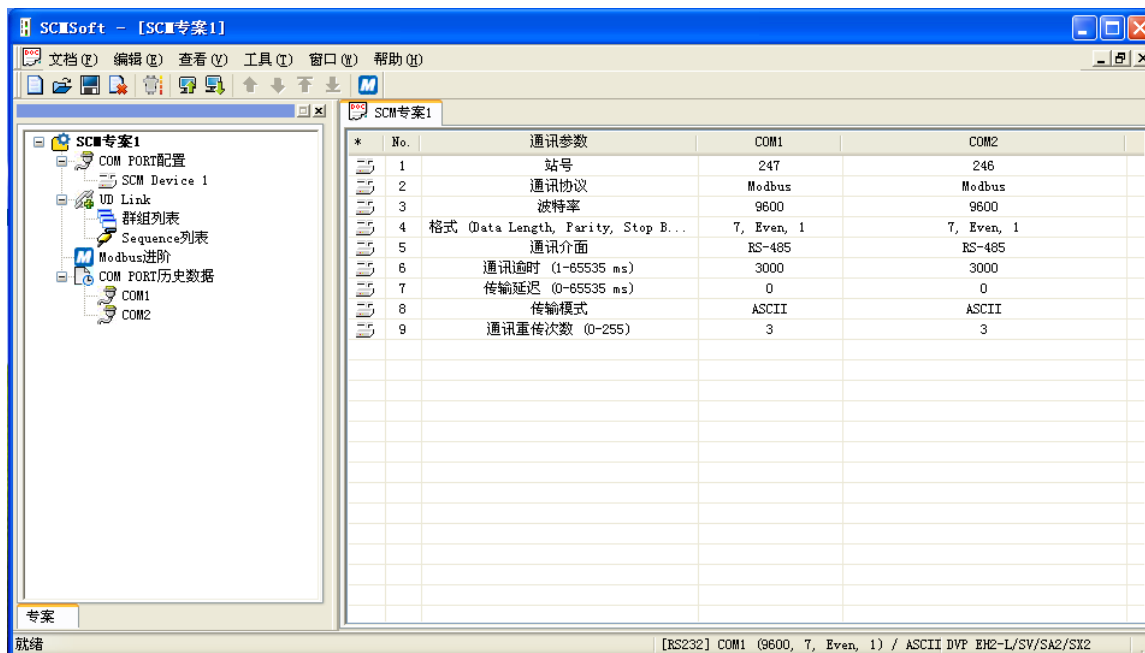 SCMSoft - [SCM专案1]
文档(F) 编辑(E) 查看(V) 工具(T) 窗口(W) 帮助(H)
SCM专案1
* No. 通讯参数 COM1 COM2
1 站号 247 246
2 通讯协议 Modbus Modbus
3 波特率 9600 9600
4 格式 (Data Length, Parity, Stop B... 7, Even, 1 7, Even, 1
5 通讯介面 RS-485 RS-485
6 通讯逾时 (1-65535 ms) 3000 3000
7 传输延迟 (0-65535 ms) 0 0
8 传输模式 ASCII ASCII
9 通讯重传次数 (0-255) 3 3
SCM专案1
COM PORT配置
SCM Device 1
UD Link
群组列表
Sequence列表
Modbus进阶
COM PORT历史数据
COM1
COM2
专案
就绪 [RS232] COM1 (9600, 7, Even, 1) / ASCII DVP EH2-L/SV/SA2/SX2